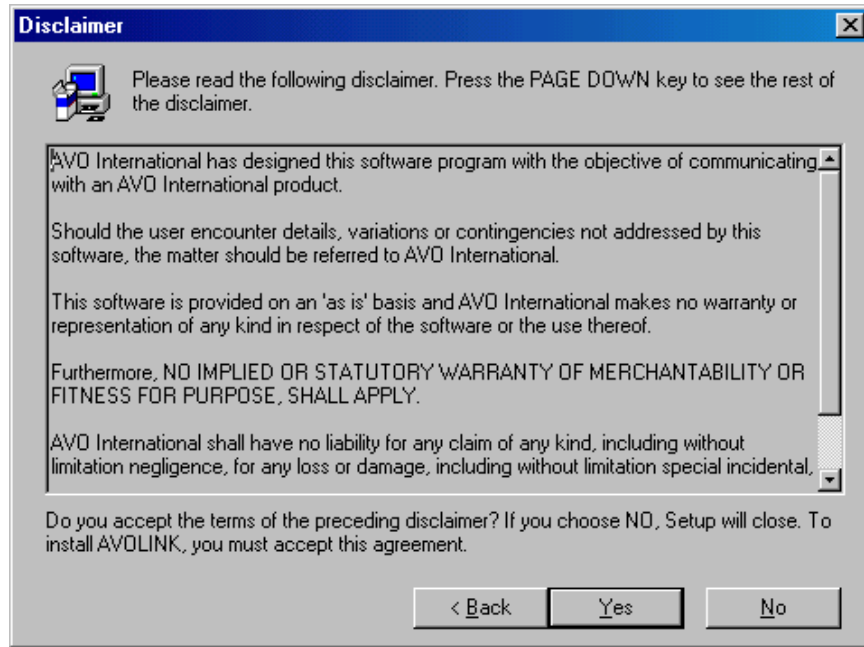 Disclaimer
Please read the following disclaimer. Press the PAGE DOWN key to see the rest of
the disclaimer.
AVO International has designed this software program with the objective of communicating
with an AVO International product.
Should the user encounter details, variations or contingencies not addressed by this
software, the matter should be referred to AVO International.
This software is provided on an 'as is' basis and AVO International makes no warranty or
representation of any kind in respect of the software or the use thereof.
Furthermore, NO IMPLIED OR STATUTORY WARRANTY OF MERCHANTABILITY OR
FITNESS FOR PURPOSE, SHALL APPLY.
AVO International shall have no liability for any claim of any kind, including without
limitation negligence, for any loss or damage, including without limitation special incidental,
Do you accept the terms of the preceding disclaimer? If you choose NO, Setup will close. To
install AVOLINK, you must accept this agreement.
< Back
Yes
No